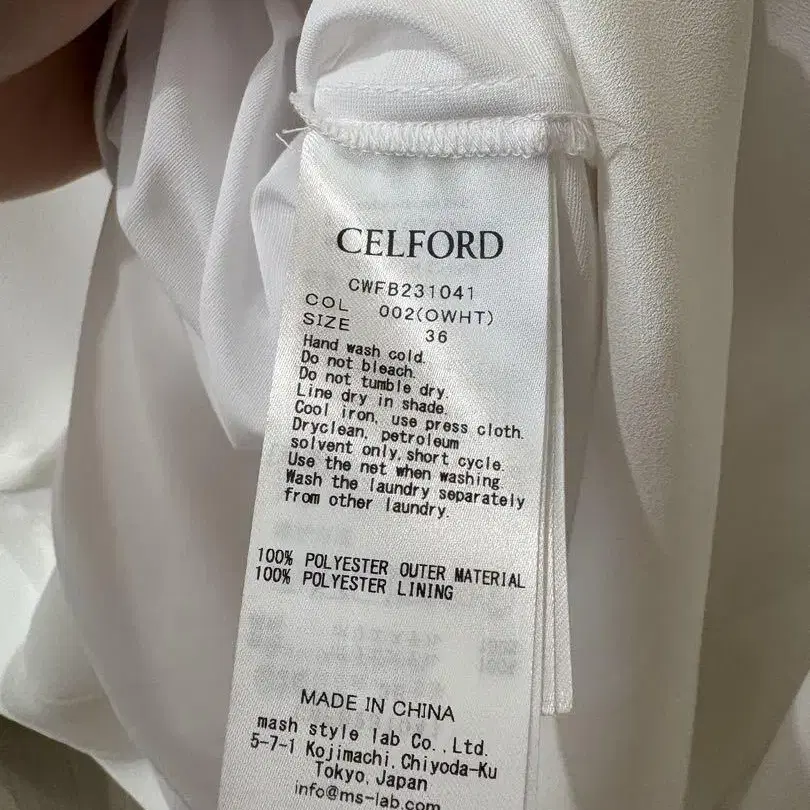 CELFORD
CWFB231041
COL 002(OWHT)
SIZE 36
Hand wash cold.
Do not bleach.
Do not tumble dry.
Line dry in shade.
Cool iron, use press cloth.
Dryclean, petroleum
solvent only, short cycle.
Use the net when washing.
Wash the laundry separately
from other laundry.
100% POLYESTER OUTER MATERIAL
100% POLYESTER LINING
MADE IN CHINA
mash style lab Co., Ltd.
5-7-1 Kojimachi, Chiyoda-Ku
Tokyo, Japan
info@ms-lab.com